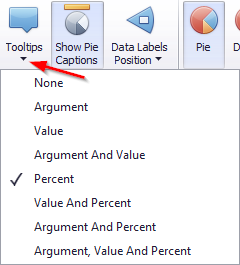 Tooltips
Show Pie
Captions
Data Labels
Position
Pie
None
Argument
Value
Argument And Value
Percent
Value And Percent
Argument And Percent
Argument, Value And Percent